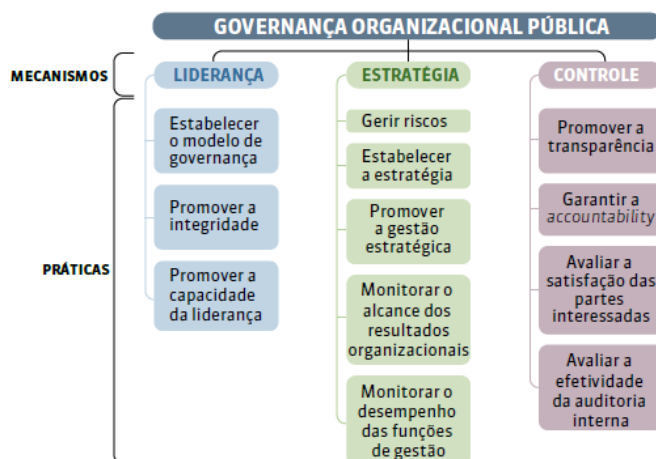 GOVERNANÇA ORGANIZACIONAL PÚBLICA
MECANISMOS
LIDERANÇA
ESTRATÉGIA
CONTROLE
PRÁTICAS
Estabelecer
o modelo de
governança
Promover a
integridade
Promover a
capacidade
da liderança
Gerir riscos
Estabelecer
a estratégia
Promover
a gestão
estratégica
Monitorar o
alcance dos
resultados
organizacionais
Monitorar o
desempenho
das funções
de gestão
Promover a
transparência
Garantir a
accountability
Avaliar a
satisfação das
partes
interessadas
Avaliar a
efetividade
da auditoria
interna